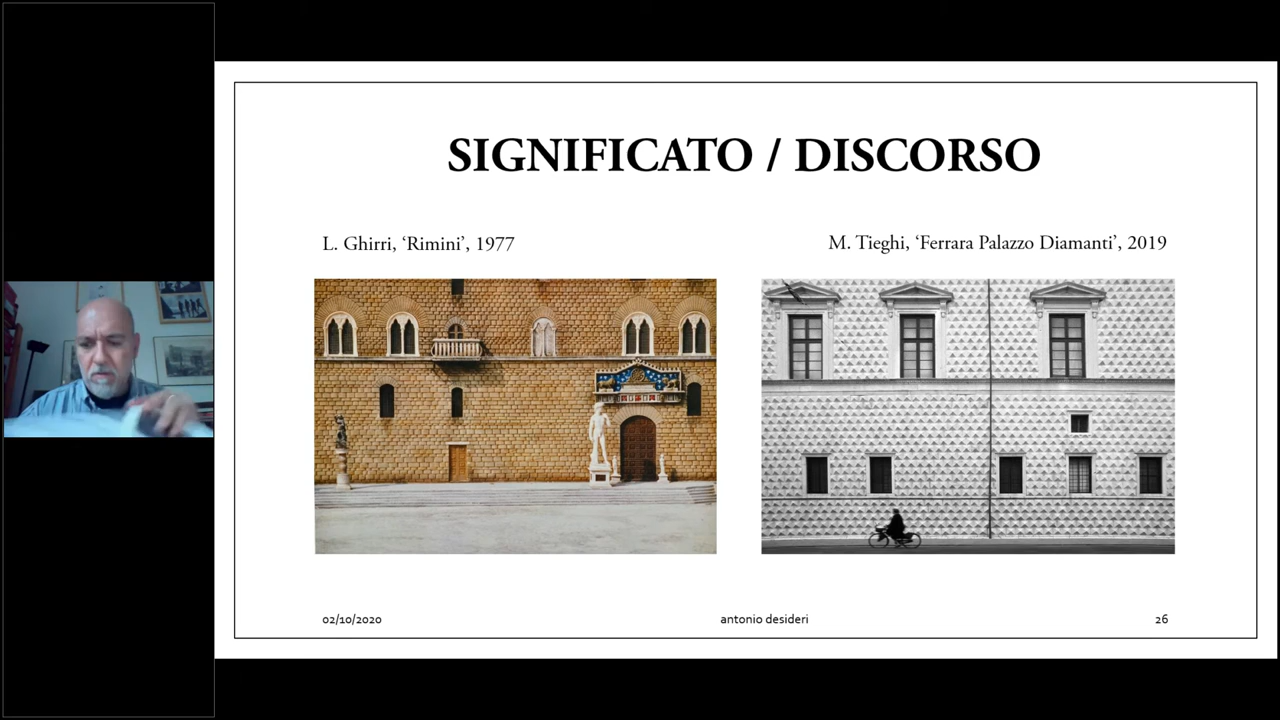 SIGNIFICATO / DISCORSO
L. Ghirri, ‘Rimini’, 1977
M. Tieghi, ‘Ferrara Palazzo Diamanti’, 2019
02/10/2020
antonio desideri
26